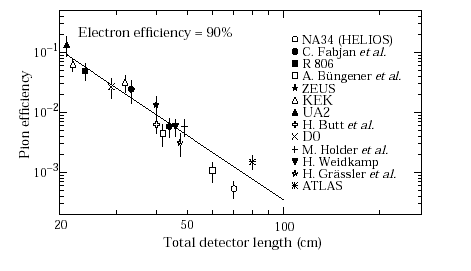 Electron efficiency = 90%
NA34 (HELIOS)
C. Fabjan et al.
R 806
A. Büngener et al.
ZEUS
KEK
UA2
H. Butt et al.
DO
M. Holder et al.
H. Weidkamp
H. Grässler et al.
ATLAS
Pion efficiency
10⁻¹
10⁻²
10⁻³
20 50 100
Total detector length (cm)